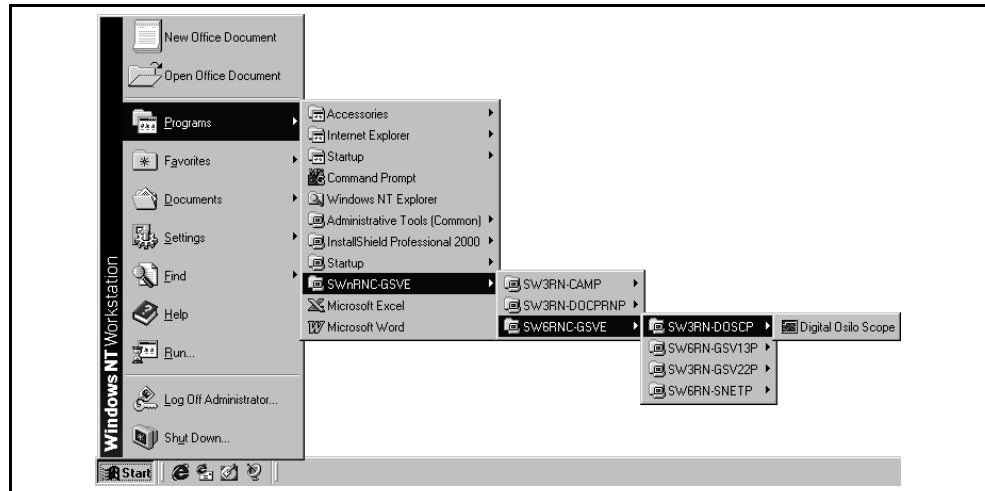 New Office Document
Open Office Document
Programs
Favorites
Documents
Settings
Find
Help
Run...
Log Off Administrator...
Shut Down...
Windows NT Workstation
Accessories
Internet Explorer
Startup
Command Prompt
Windows NT Explorer
Administrative Tools (Common)
InstallShield Professional 2000
Startup
SWnRNC-GSVE
Microsoft Excel
Microsoft Word
SW3RN-CAMP
SW3RN-DOCPRNP
SW6RNC-GSVE
SW3RN-DOSCP
SW6RN-GSV13P
SW3RN-GSV22P
SW6RN-SNETP
Digital Osilo Scope
Start